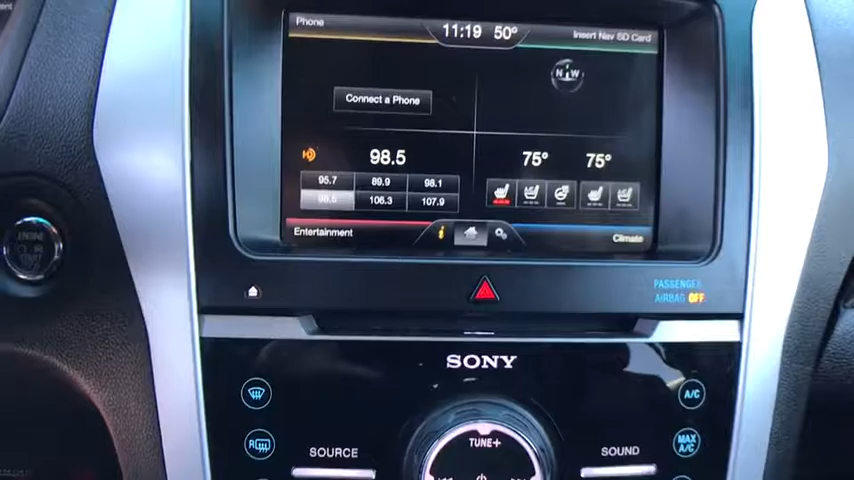 Phone
11:19 50°
Insert Nav SD Card
N W
Connect a Phone
98.5
75° 75°
95.7 89.9 98.1
98.5 106.3 107.9
Entertainment
i
Climate
ENGINE
PASSENGER
AIRBAG OFF
SONY
A/C
R
MAX
A/C
SOURCE
TUNE+
SOUND